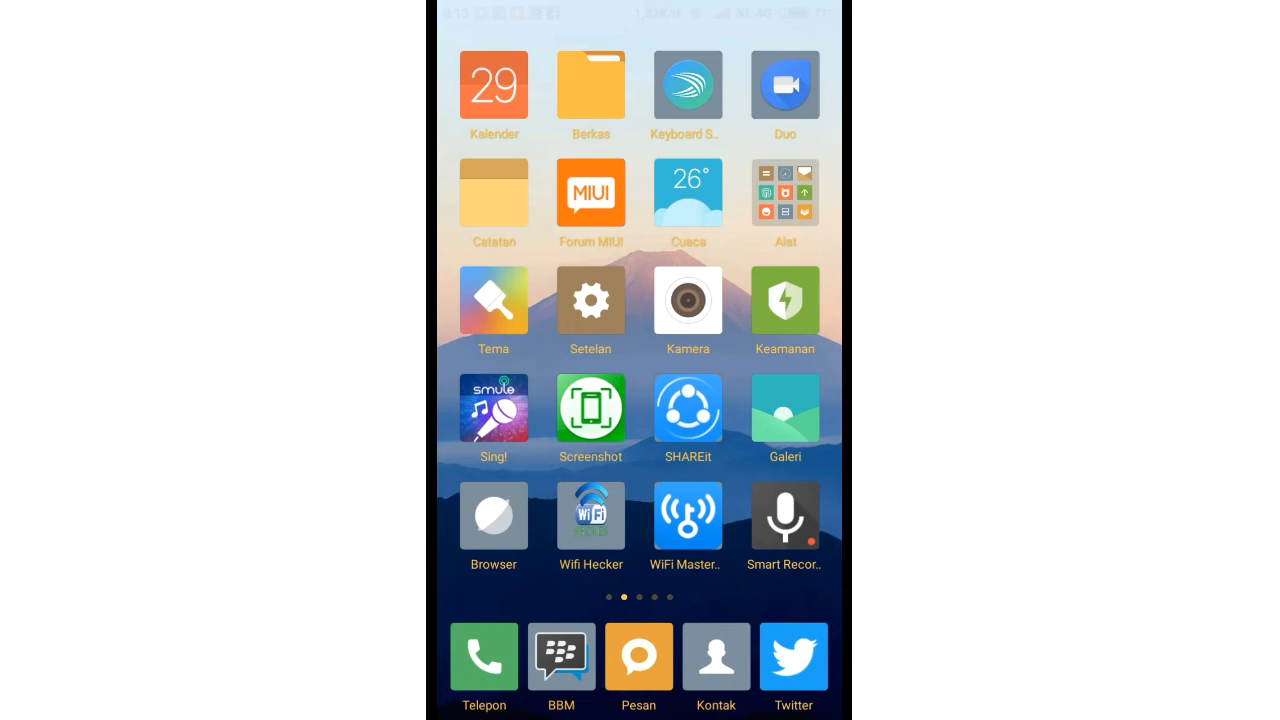 29
Kalender
Berkas
Keyboard S..
Duo
MIUI
26°
Catatan
Forum MIUI
Cuaca
Alat
Tema
Setelan
Kamera
Keamanan
smule
Sing!
Screenshot
SHAREit
Galeri
WiFi
Browser
Wifi Hecker
WiFi Master..
Smart Recor..
Telepon
BBM
Pesan
Kontak
Twitter